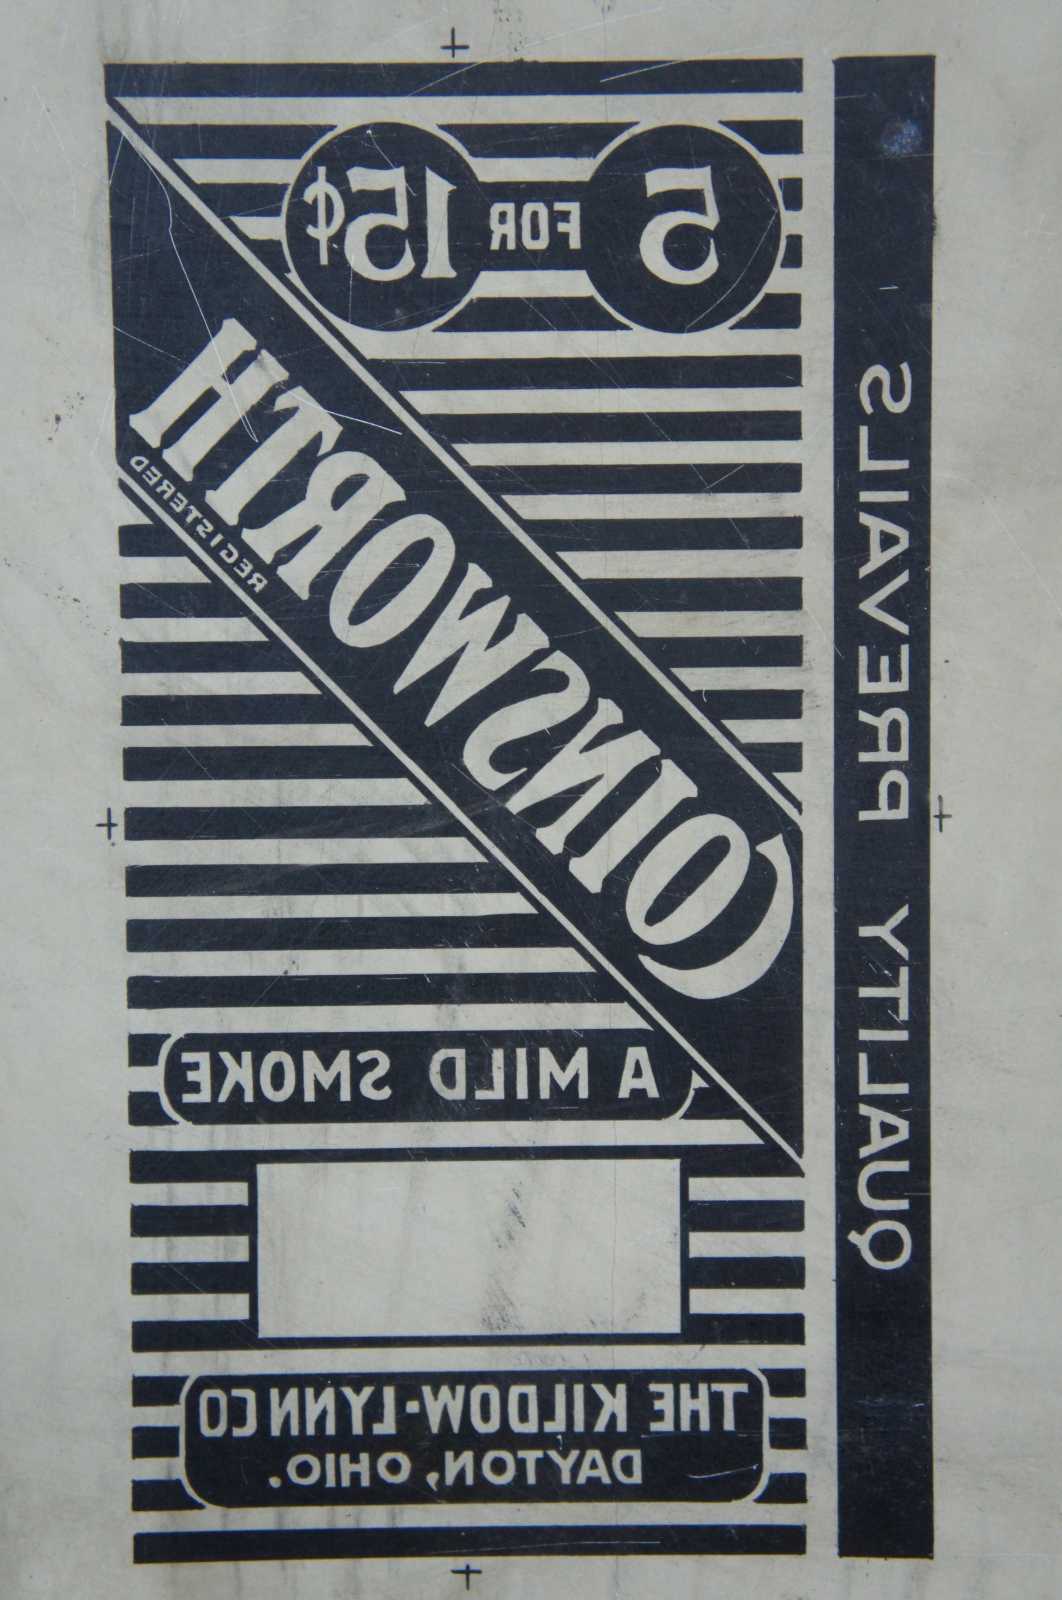 5 FOR 15¢
COINSWORTH
REGISTERED
A MILD SMOKE
THE KILDOW-LYNN CO
DAYTON, OHIO.
QUALITY PREVAILS